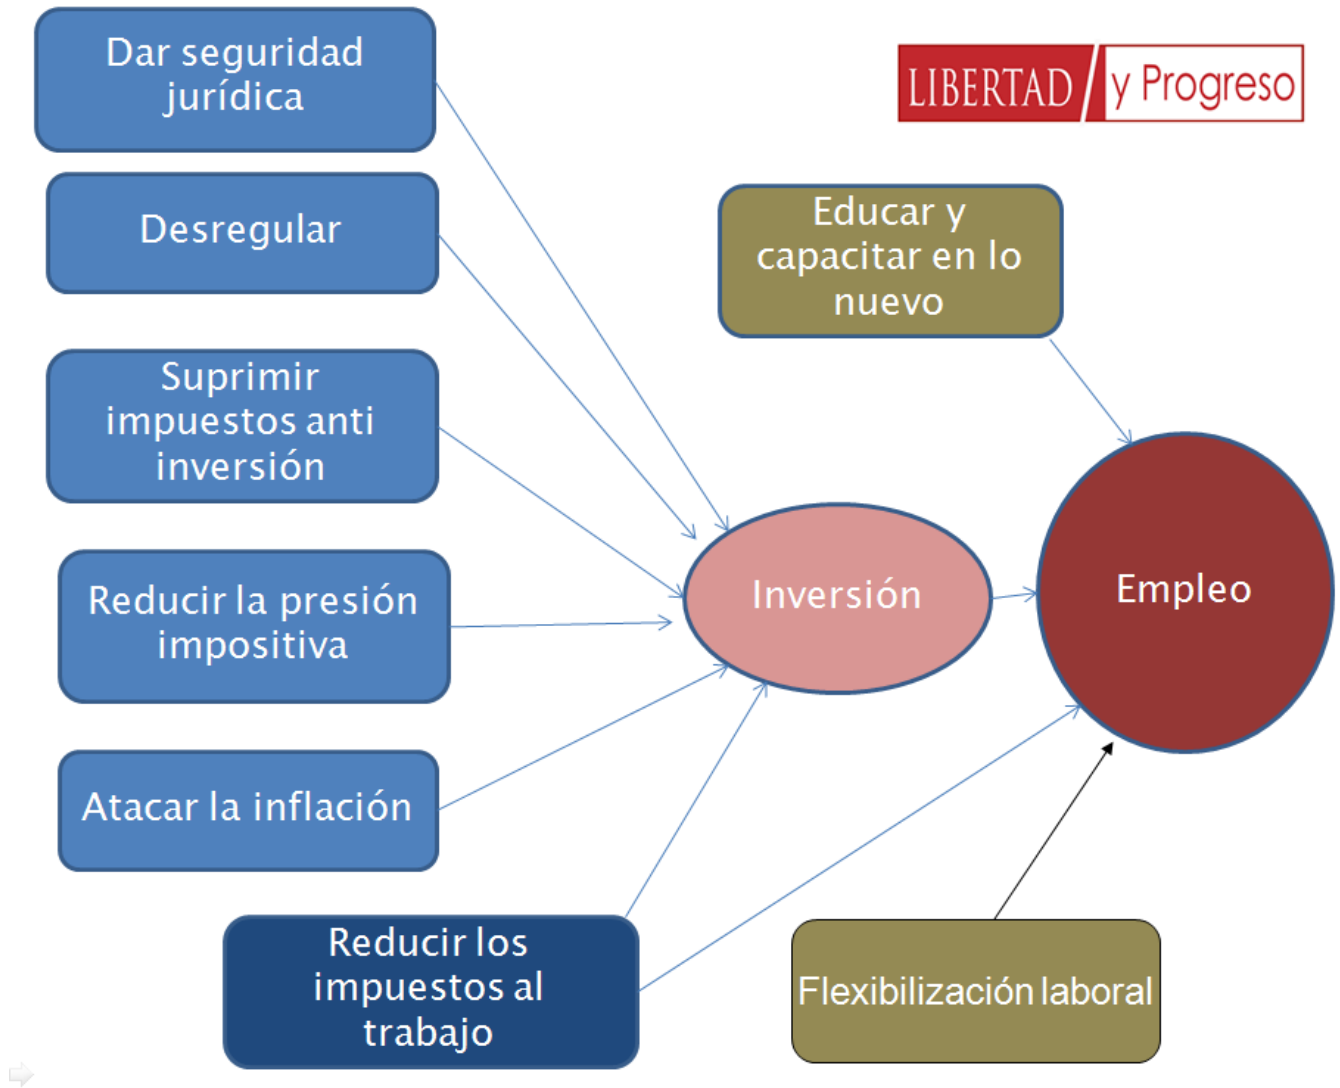 Dar seguridad
jurídica
LIBERTAD y Progreso
Desregular
Educar y
capacitar en lo
nuevo
Suprimir
impuestos anti
inversión
Reducir la presión
impositiva
Inversión
Empleo
Atacar la inflación
Reducir los
impuestos al
trabajo
Flexibilización laboral